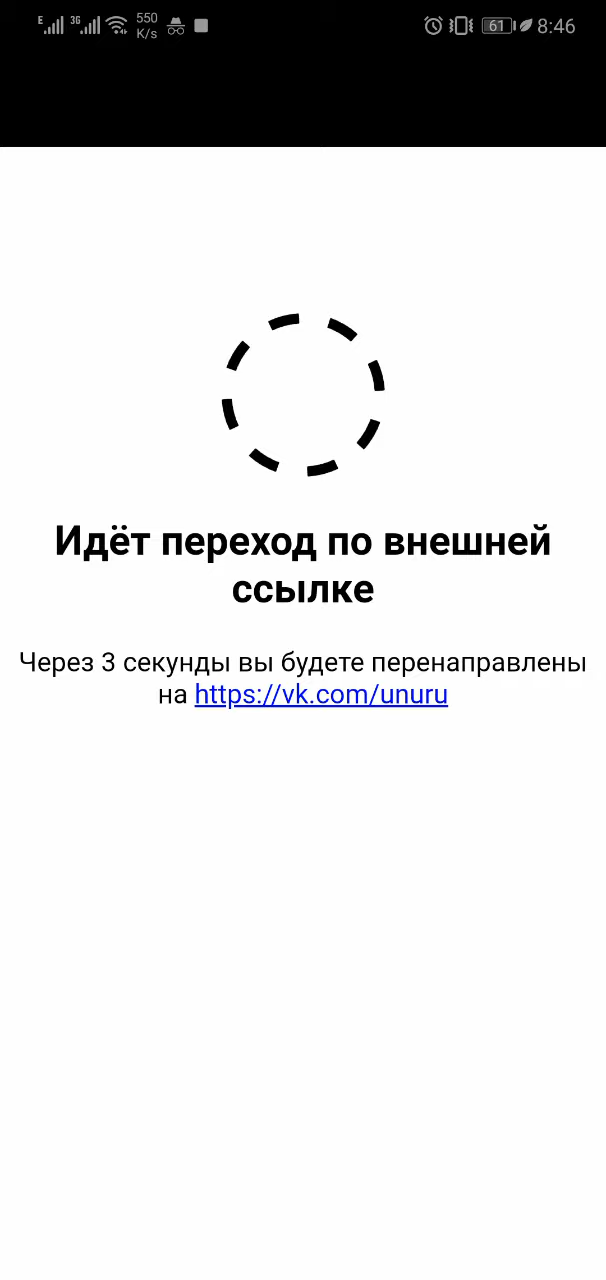 E 3G 550 K/s 61 8:46
Идёт переход по внешней
ссылке
Через 3 секунды вы будете перенаправлены
на https://vk.com/unuru